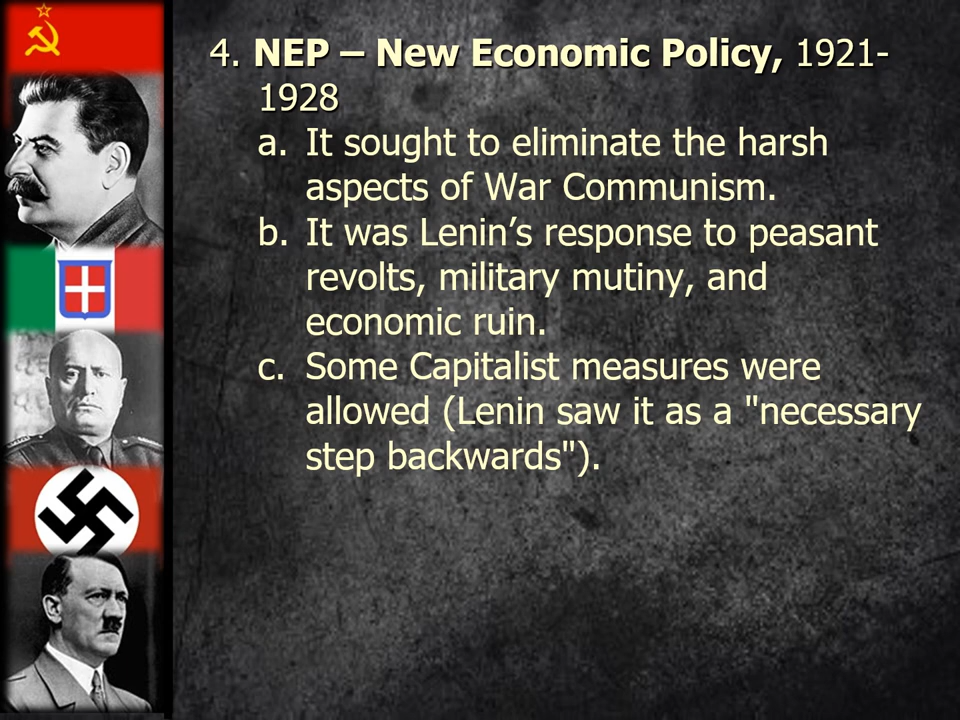 4. NEP – New Economic Policy, 1921-
1928
a. It sought to eliminate the harsh
aspects of War Communism.
b. It was Lenin’s response to peasant
revolts, military mutiny, and
economic ruin.
c. Some Capitalist measures were
allowed (Lenin saw it as a "necessary
step backwards").